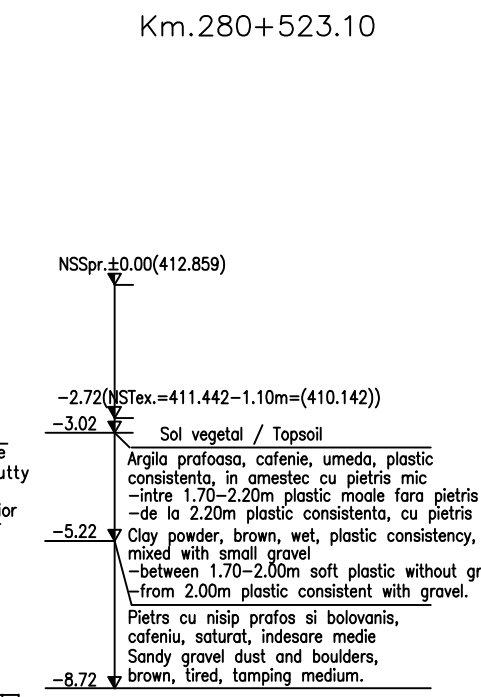 Km.280+523.10
NSSpr.±0.00(412.859)
-2.72(NSTex.=411.442-1.10m=(410.142))
-3.02
Sol vegetal / Topsoil
Argila prafoasa, cafenie, umeda, plastic
consistenta, in amestec cu pietris mic
-intre 1.70-2.20m plastic moale fara pietris
-de la 2.20m plastic consistenta, cu pietris
-5.22
Clay powder, brown, wet, plastic consistency,
mixed with small gravel
-between 1.70-2.00m soft plastic without gr
-from 2.00m plastic consistent with gravel.
Pietrs cu nisip prafos si bolovanis,
cafeniu, saturat, indesare medie
Sandy gravel dust and boulders,
brown, tired, tamping medium.
-8.72